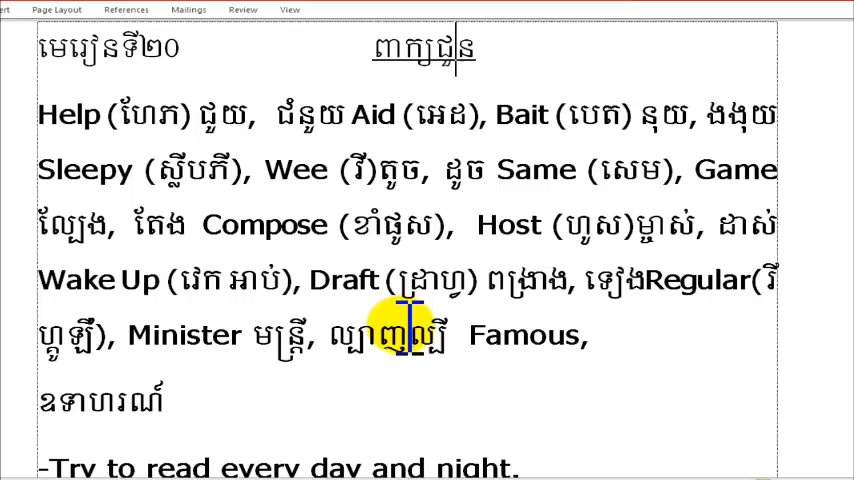 ert Page Layout References Mailings Review View
មេរៀនទី២០ ពាក្យជួន
Help (ហែភ) ជួយ, ជំនួយ Aid (អេដ), Bait (បេត) នុយ, ងងុយ
Sleepy (ស្លីបភី), Wee (វី)តូច, ដូច Same (សេម), Game
ល្បែង, តែង Compose (ខាំផូស), Host (ហូស)ម្ចាស់, ដាស់
Wake Up (វេក អាប់), Draft (ដ្រាហ្វ) ពង្រាង, ទៀងRegular(រី
ហ្គូឡឺ), Minister មន្ត្រី, ល្បាញល្បី Famous,
ឧទាហរណ៍
-Try to read every day and night.